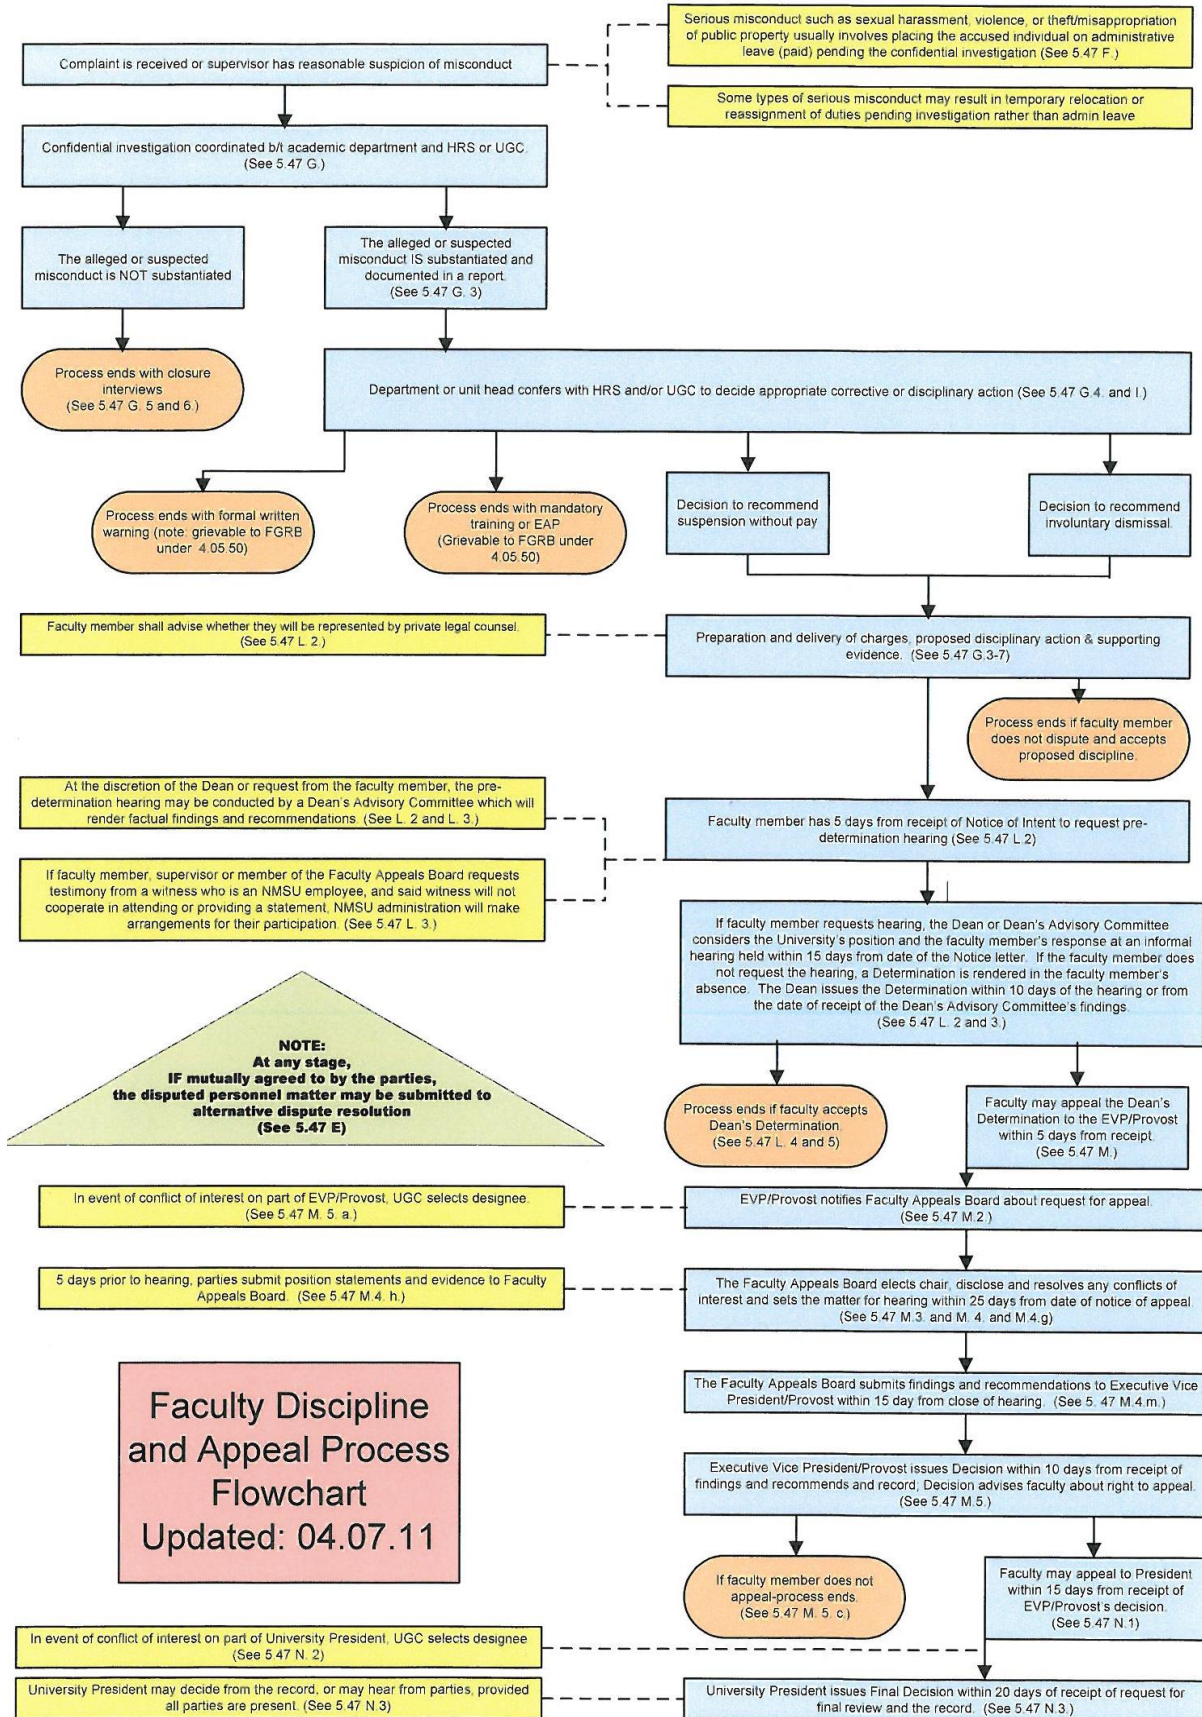 Serious misconduct such as sexual harassment, violence, or theft/misappropriation
of public property usually involves placing the accused individual on administrative
leave (paid) pending the confidential investigation (See 5.47 F.)
Complaint is received or supervisor has reasonable suspicion of misconduct
Some types of serious misconduct may result in temporary relocation or
reassignment of duties pending investigation rather than admin leave
Confidential investigation coordinated b/t academic department and HRS or UGC.
(See 5.47 G.)
The alleged or suspected
misconduct is NOT substantiated
The alleged or suspected
misconduct IS substantiated and
documented in a report.
(See 5.47 G. 3)
Process ends with closure
interviews
(See 5.47 G. 5 and 6.)
Department or unit head confers with HRS and/or UGC to decide appropriate corrective or disciplinary action (See 5.47 G.4. and I.)
Process ends with formal written
warning (note: grievable to FGRB
under 4.05.50)
Process ends with mandatory
training or EAP
(Grievable to FGRB under
4.05.50)
Decision to recommend
suspension without pay
Decision to recommend
involuntary dismissal.
Faculty member shall advise whether they will be represented by private legal counsel.
(See 5.47 L. 2.)
Preparation and delivery of charges, proposed disciplinary action & supporting
evidence. (See 5.47 G.3-7)
Process ends if faculty member
does not dispute and accepts
proposed discipline.
At the discretion of the Dean or request from the faculty member, the pre-
determination hearing may be conducted by a Dean's Advisory Committee which will
render factual findings and recommendations. (See L. 2 and L. 3.)
Faculty member has 5 days from receipt of Notice of Intent to request pre-
determination hearing (See 5.47 L.2)
If faculty member, supervisor or member of the Faculty Appeals Board requests
testimony from a witness who is an NMSU employee, and said witness will not
cooperate in attending or providing a statement, NMSU administration will make
arrangements for their participation. (See 5.47 L. 3.)
If faculty member requests hearing, the Dean or Dean's Advisory Committee
considers the University's position and the faculty member's response at an informal
hearing held within 15 days from date of the Notice letter. If the faculty member does
not request the hearing, a Determination is rendered in the faculty member's
absence. The Dean issues the Determination within 10 days of the hearing or from
the date of receipt of the Dean's Advisory Committee's findings.
(See 5.47 L. 2 and 3.)
NOTE:
At any stage,
IF mutually agreed to by the parties,
the disputed personnel matter may be submitted to
alternative dispute resolution
(See 5.47 E)
Process ends if faculty accepts
Dean's Determination.
(See 5.47 L. 4 and 5)
Faculty may appeal the Dean's
Determination to the EVP/Provost
within 5 days from receipt.
(See 5.47 M.)
In event of conflict of interest on part of EVP/Provost, UGC selects designee.
(See 5.47 M. 5. a.)
EVP/Provost notifies Faculty Appeals Board about request for appeal.
(See 5.47 M.2.)
5 days prior to hearing, parties submit position statements and evidence to Faculty
Appeals Board. (See 5.47 M.4. h.)
The Faculty Appeals Board elects chair, disclose and resolves any conflicts of
interest and sets the matter for hearing within 25 days from date of notice of appeal.
(See 5.47 M.3. and M. 4. and M.4.g)
The Faculty Appeals Board submits findings and recommendations to Executive Vice
President/Provost within 15 day from close of hearing. (See 5. 47 M.4.m.)
Faculty Discipline
and Appeal Process
Flowchart
Updated: 04.07.11
Executive Vice President/Provost issues Decision within 10 days from receipt of
findings and recommends and record; Decision advises faculty about right to appeal.
(See 5.47 M.5.)
If faculty member does not
appeal-process ends.
(See 5.47 M. 5. c.)
Faculty may appeal to President
within 15 days from receipt of
EVP/Provost's decision.
(See 5.47 N.1)
In event of conflict of interest on part of University President, UGC selects designee
(See 5.47 N. 2)
University President may decide from the record, or may hear from parties, provided
all parties are present. (See 5.47 N.3)
University President issues Final Decision within 20 days of receipt of request for
final review and the record. (See 5.47 N.3.)